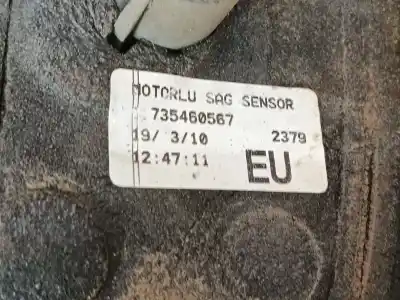 MOTORLU SAG SENSOR
735460567
19/ 3/10 2379
12:47:11 EU